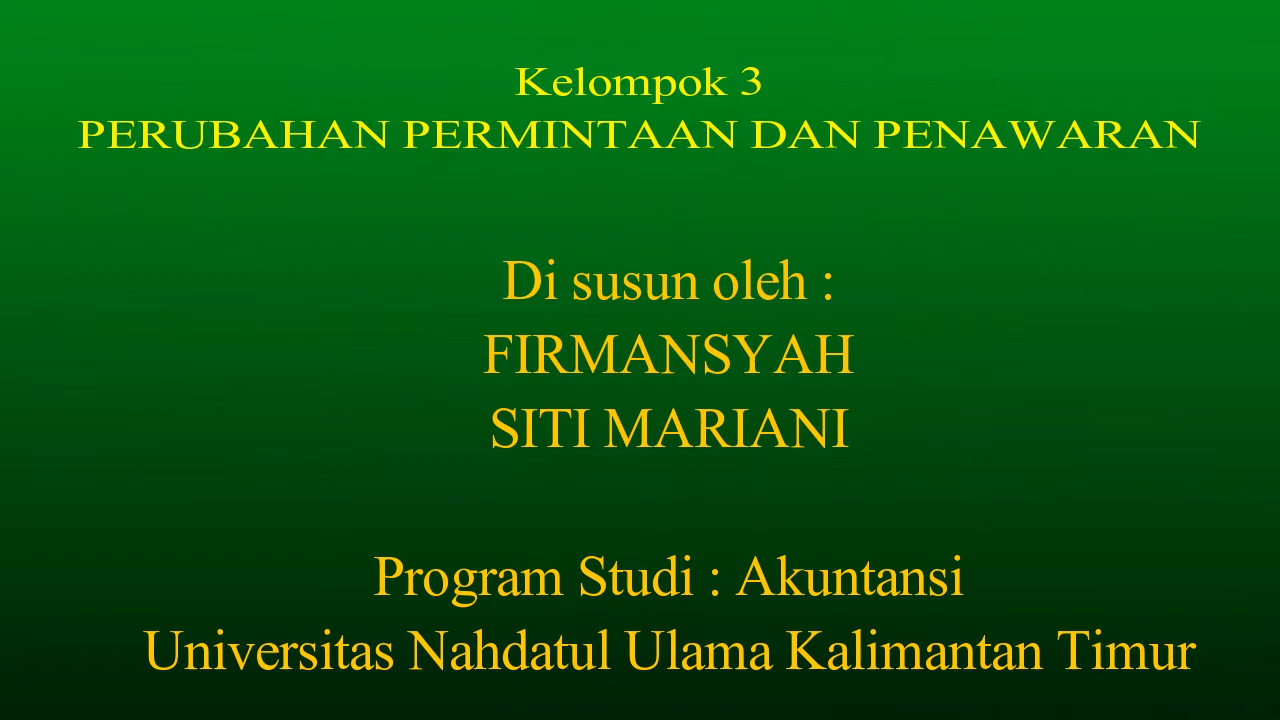 Kelompok 3
PERUBAHAN PERMINTAAN DAN PENAWARAN
Di susun oleh :
FIRMANSYAH
SITI MARIANI
Program Studi : Akuntansi
Universitas Nahdatul Ulama Kalimantan Timur